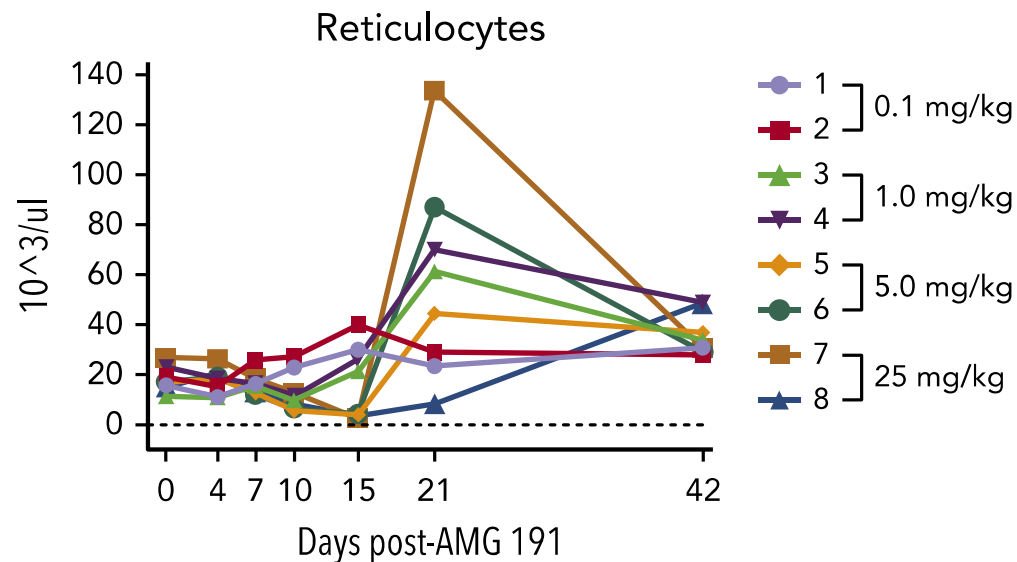 Reticulocytes
140
120
100
80
60
40
20
0
10^3/ul
0 4 7 10 15 21 42
Days post-AMG 191
1
2
0.1 mg/kg
3
4
1.0 mg/kg
5
6
5.0 mg/kg
7
8
25 mg/kg